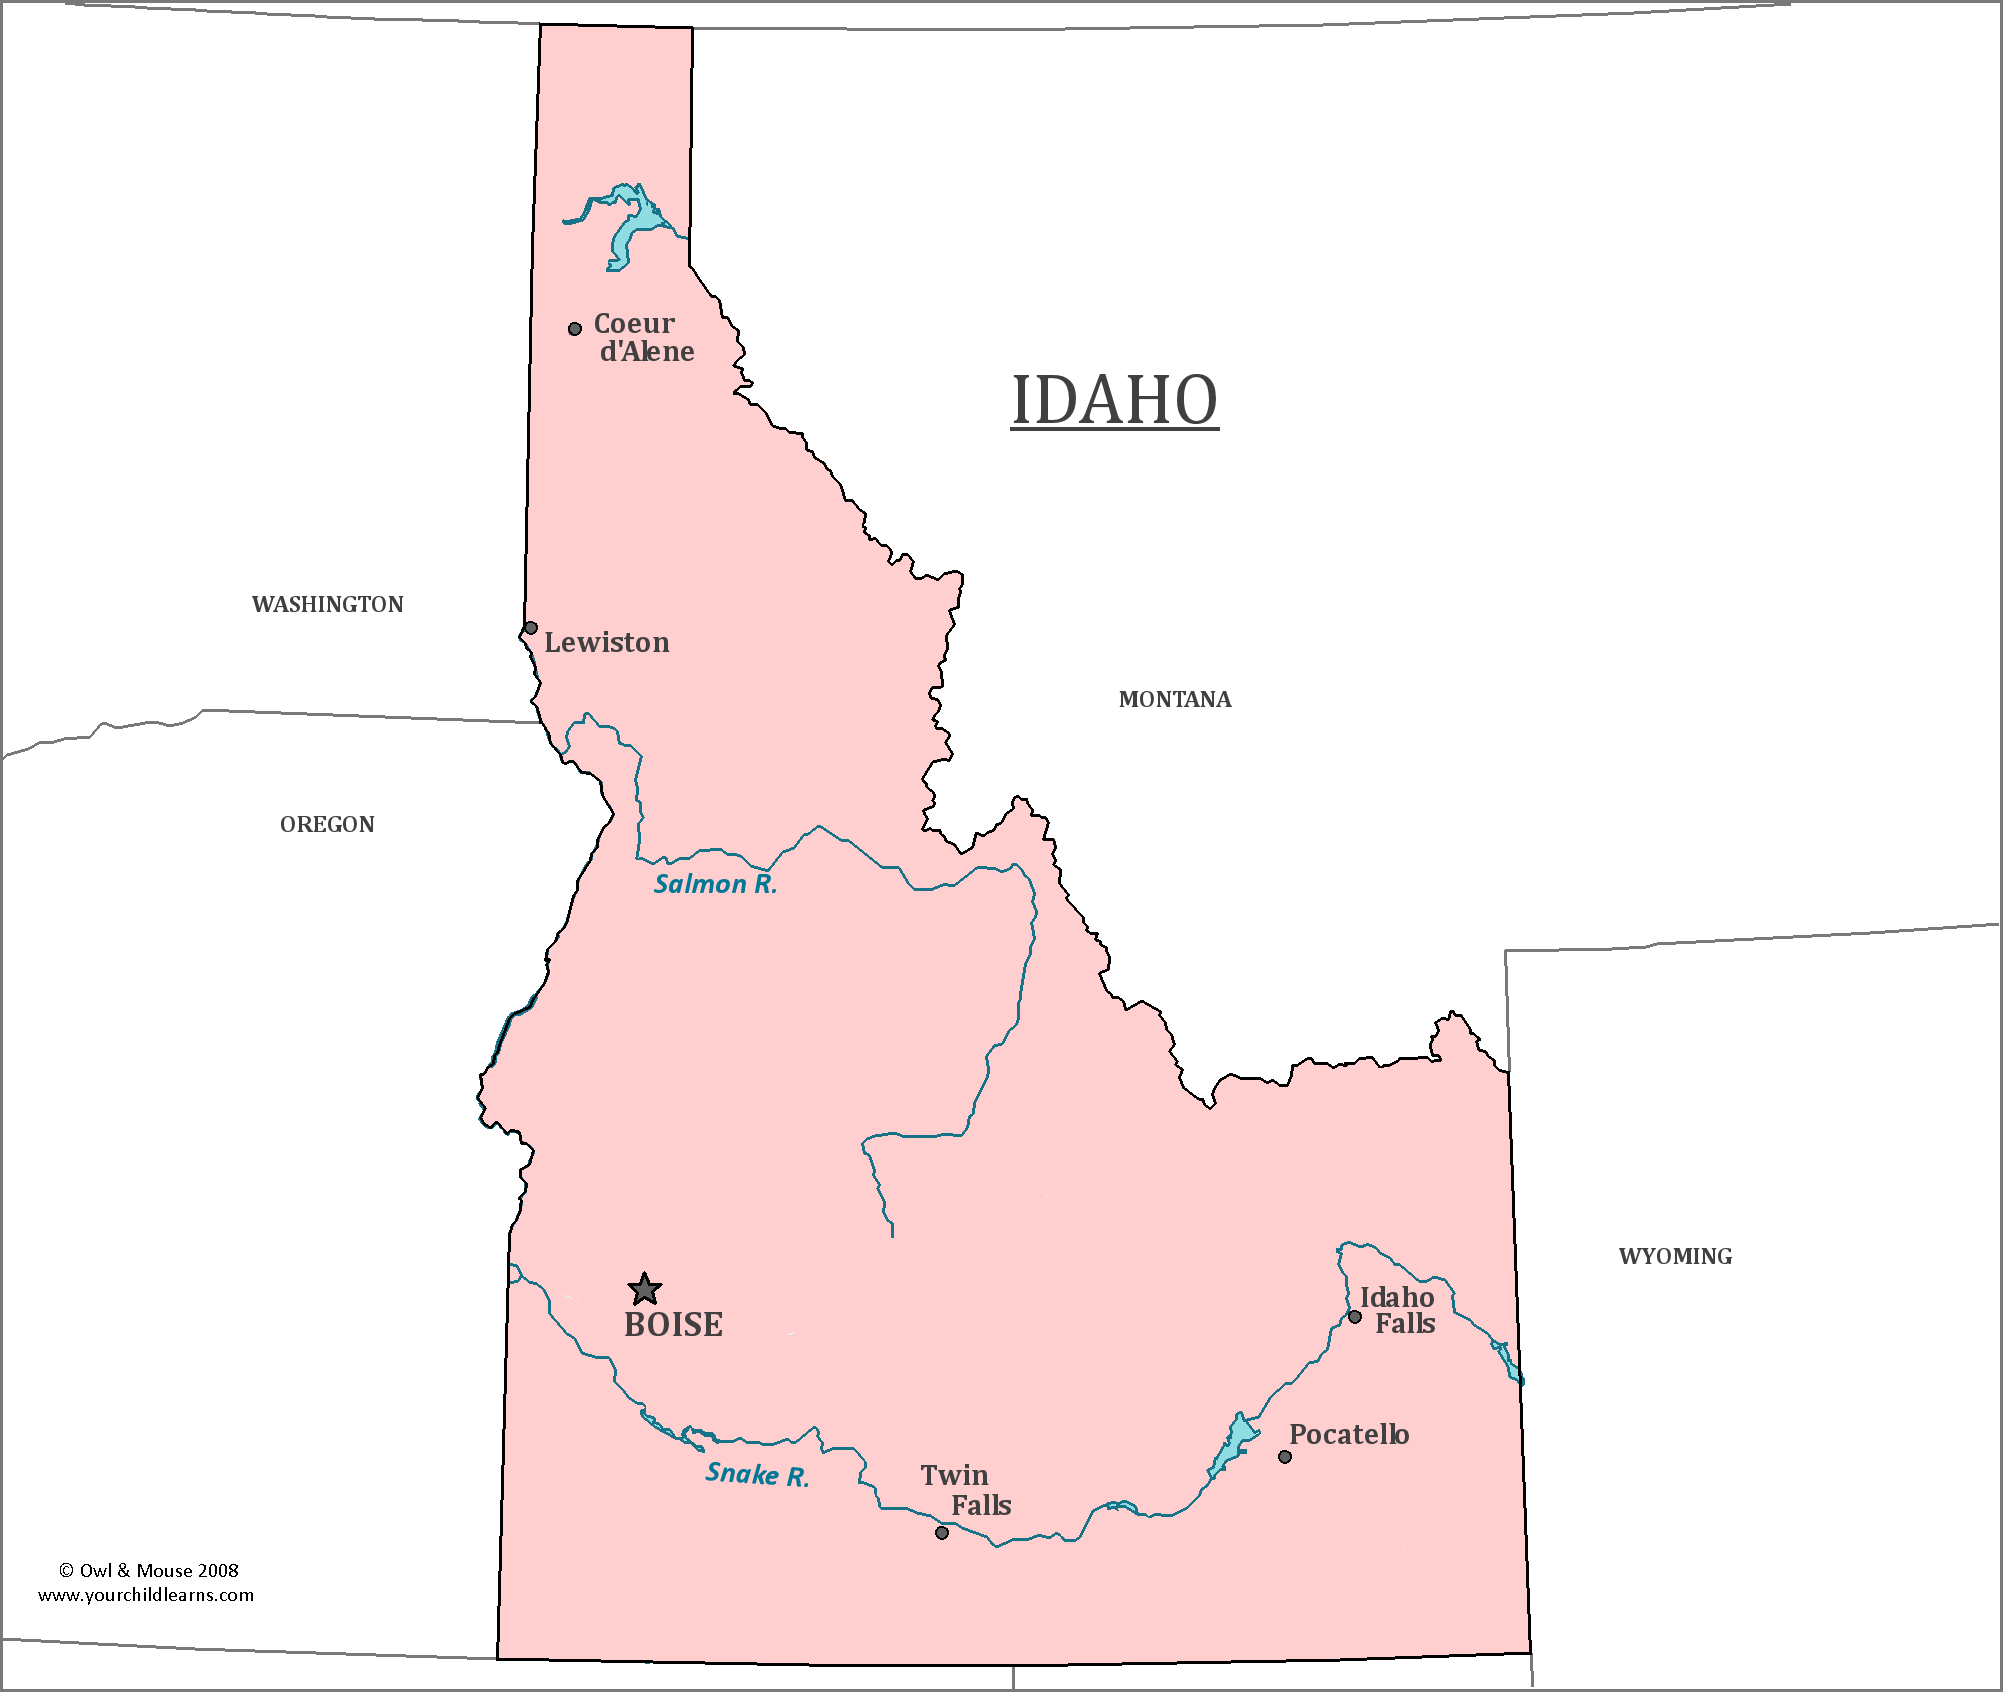 Coeur
d'Alene
IDAHO
WASHINGTON
Lewiston
MONTANA
OREGON
Salmon R.
WYOMING
Idaho
Falls
BOISE
Pocatello
Snake R.
Twin
Falls
© Owl & Mouse 2008
www.yourchildlearns.com